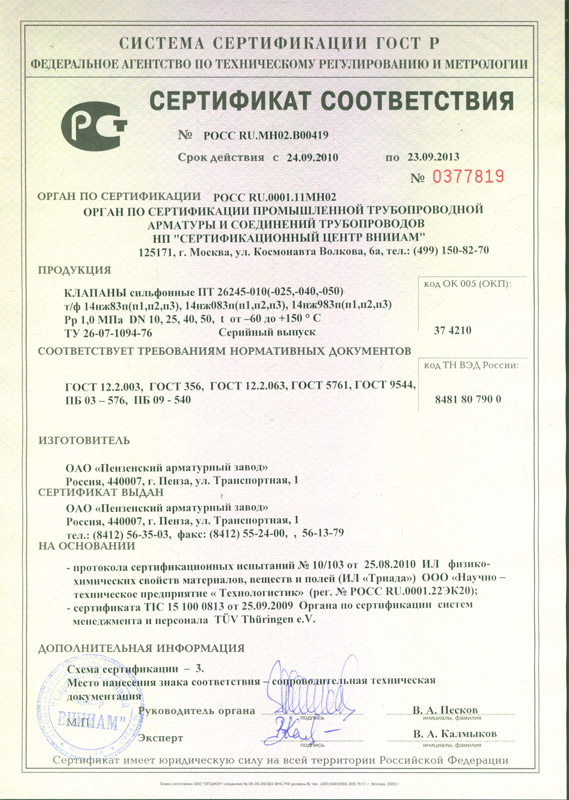 СИСТЕМА СЕРТИФИКАЦИИ ГОСТ Р
ФЕДЕРАЛЬНОЕ АГЕНТСТВО ПО ТЕХНИЧЕСКОМУ РЕГУЛИРОВАНИЮ И МЕТРОЛОГИИ
СЕРТИФИКАТ СООТВЕТСТВИЯ
№ РОСС RU.МН02.В00419
Срок действия с 24.09.2010 по 23.09.2013
№ 0377819
ОРГАН ПО СЕРТИФИКАЦИИ РОСС RU.0001.11МН02
ОРГАН ПО СЕРТИФИКАЦИИ ПРОМЫШЛЕННОЙ ТРУБОПРОВОДНОЙ
АРМАТУРЫ И СОЕДИНЕНИЙ ТРУБОПРОВОДОВ
НП "СЕРТИФИКАЦИОННЫЙ ЦЕНТР ВНИИАМ"
125171, г. Москва, ул. Космонавта Волкова, 6а, тел.: (499) 150-82-70
ПРОДУКЦИЯ
КЛАПАНЫ сильфонные ПТ 26245-010(-025,-040,-050)
т/ф 14нж83п(п1,п2,п3), 14нж083п(п1,п2,п3), 14нж983п(п1,п2,п3)
Рр 1,0 МПа DN 10, 25, 40, 50, t от –60 до +150 ° С
ТУ 26-07-1094-76 Серийный выпуск
код ОК 005 (ОКП):
37 4210
СООТВЕТСТВУЕТ ТРЕБОВАНИЯМ НОРМАТИВНЫХ ДОКУМЕНТОВ
ГОСТ 12.2.003, ГОСТ 356, ГОСТ 12.2.063, ГОСТ 5761, ГОСТ 9544,
ПБ 03 – 576, ПБ 09 - 540
код ТН ВЭД России:
8481 80 790 0
ИЗГОТОВИТЕЛЬ
ОАО «Пензенский арматурный завод»
Россия, 440007, г. Пенза, ул. Транспортная, 1
СЕРТИФИКАТ ВЫДАН
ОАО «Пензенский арматурный завод»
Россия, 440007, г. Пенза, ул. Транспортная, 1
тел.: (8412) 56-35-03, факс: (8412) 55-24-00, , 56-13-79
НА ОСНОВАНИИ
- протокола сертификационных испытаний № 10/103 от 25.08.2010 ИЛ физико-
химических свойств материалов, веществ и полей (ИЛ «Триада») ООО «Научно –
техническое предприятие « Технологистик» (рег. № РОСС RU.0001.22ЭК20);
- сертификата TIC 15 100 0813 от 25.09.2009 Органа по сертификации систем
менеджмента и персонала TÜV Thüringen e.V.
ДОПОЛНИТЕЛЬНАЯ ИНФОРМАЦИЯ
Схема сертификации – 3.
Место нанесения знака соответствия – сопроводительная техническая
документация
Руководитель органа В. А. Песков
подпись инициалы, фамилия
М.П.
ВНИИАМ"
Эксперт В. А. Калмыков
подпись инициалы, фамилия
Сертификат имеет юридическую силу на всей территории Российской Федерации